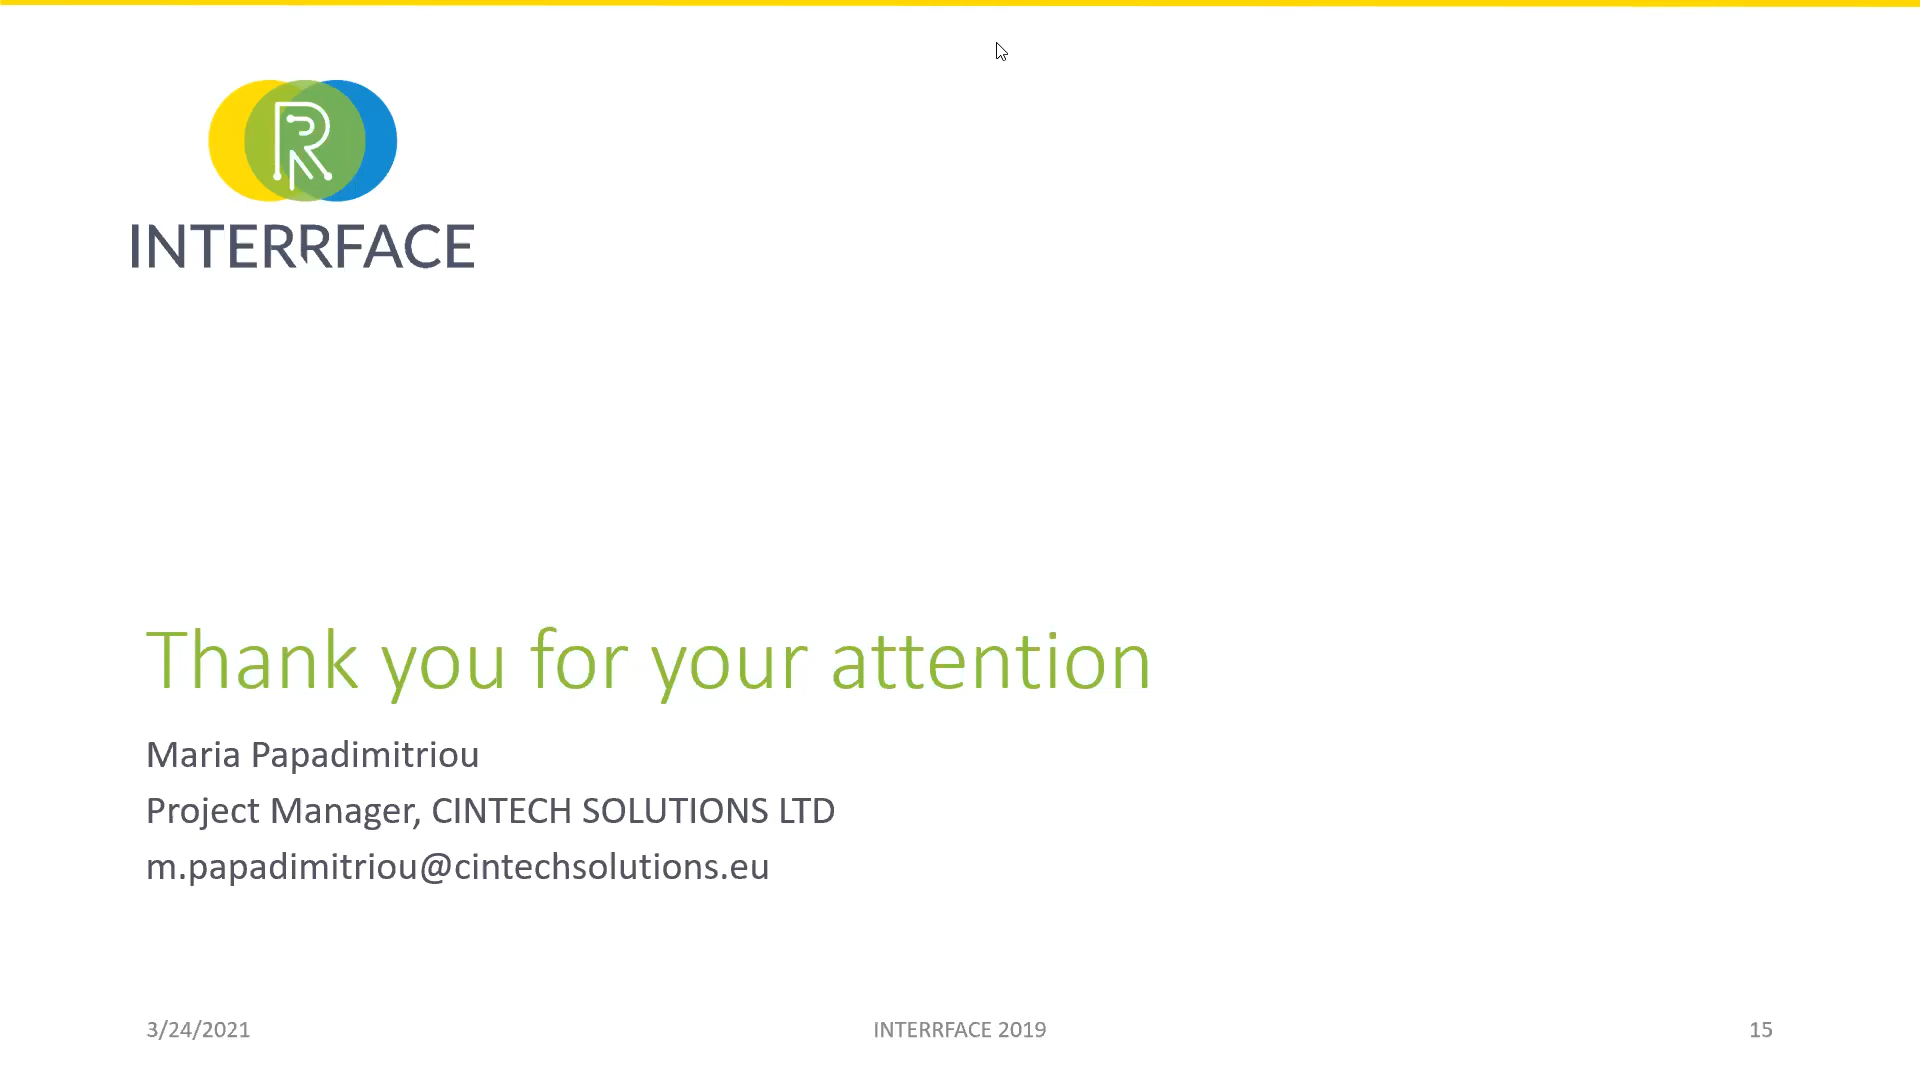 INTERRFACE
Thank you for your attention
Maria Papadimitriou
Project Manager, CINTECH SOLUTIONS LTD
m.papadimitriou@cintechsolutions.eu
3/24/2021
INTERRFACE 2019
15